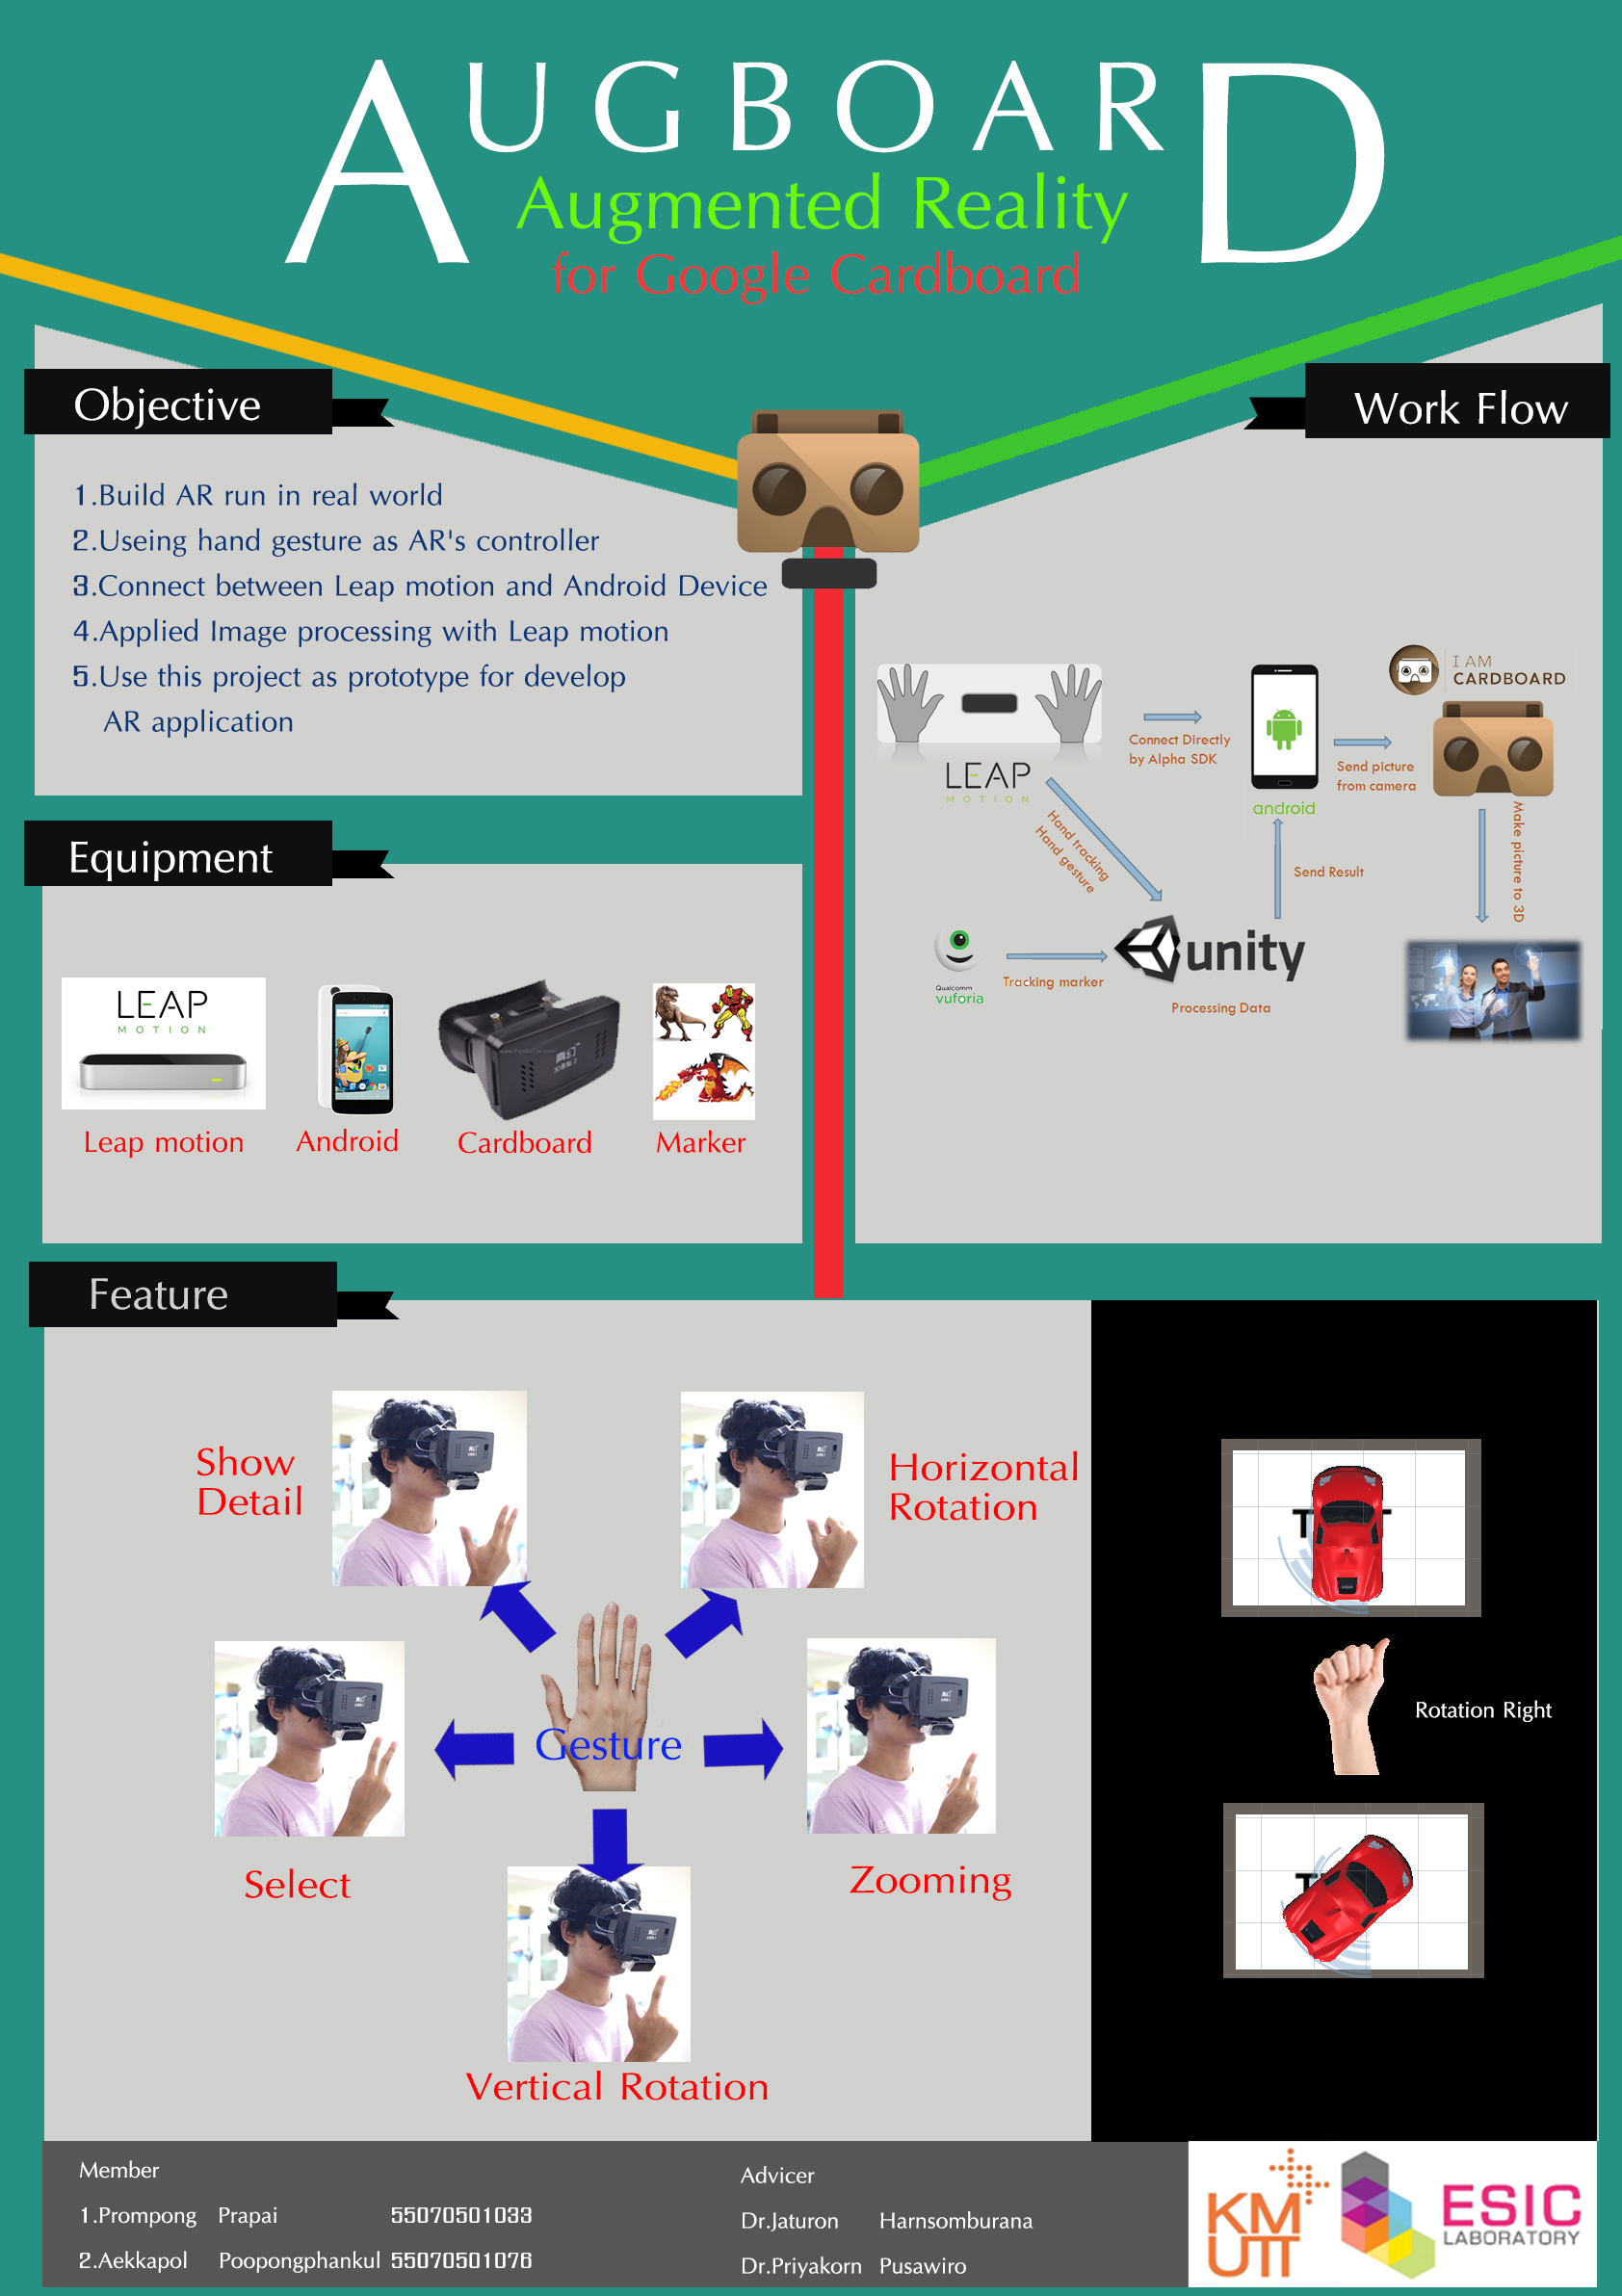 AUGBOARD
Augmented Reality
for Google Cardboard
Objective
1.Build AR run in real world
2.Useing hand gesture as AR's controller
3.Connect between Leap motion and Android Device
4.Applied Image processing with Leap motion
5.Use this project as prototype for develop
AR application
Work Flow
LEAP
MOTION
Connect Directly
by Alpha SDK
android
Send picture
from camera
I AM
CARDBOARD
Hand tracking
Hand gesture
Send Result
Make picture to 3D
Qualcomm
vuforia
Tracking marker
unity
Processing Data
Equipment
LEAP
MOTION
Leap motion
Android
Cardboard
Marker
Feature
Show
Detail
Horizontal
Rotation
Gesture
Select
Zooming
Vertical Rotation
Rotation Right
Member
1.Prompong Prapai 55070501033
2.Aekkapol Poopongphankul 55070501076
Advicer
Dr.Jaturon Harnsomburana
Dr.Priyakorn Pusawiro
KM
UTT
ESIC
LABORATORY